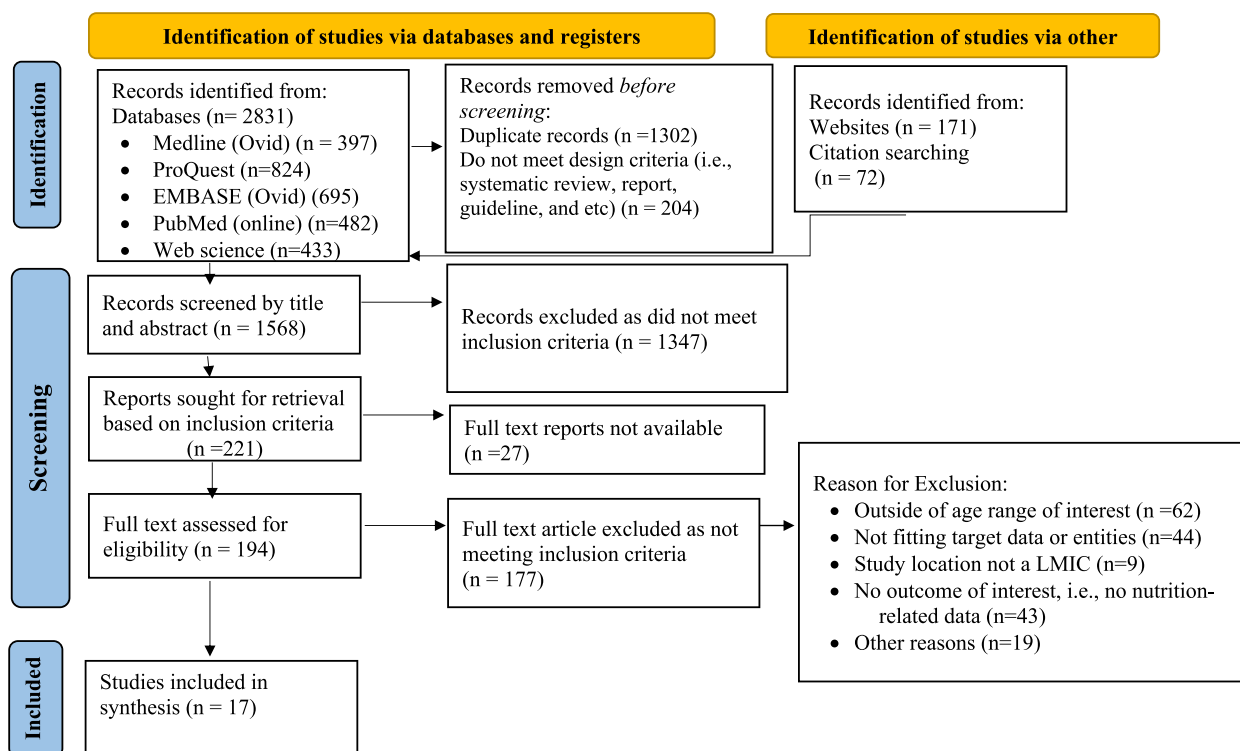 Identification of studies via databases and registers
Identification of studies via other
Identification
Records identified from:
Databases (n= 2831)
• Medline (Ovid) (n = 397)
• ProQuest (n=824)
• EMBASE (Ovid) (695)
• PubMed (online) (n=482)
• Web science (n=433)
Records removed before
screening:
Duplicate records (n =1302)
Do not meet design criteria (i.e.,
systematic review, report,
guideline, and etc) (n = 204)
Records identified from:
Websites (n = 171)
Citation searching
(n = 72)
Screening
Records screened by title
and abstract (n = 1568)
Records excluded as did not meet
inclusion criteria (n = 1347)
Reports sought for retrieval
based on inclusion criteria
(n =221)
Full text reports not available
(n =27)
Full text assessed for
eligibility (n = 194)
Full text article excluded as not
meeting inclusion criteria
(n = 177)
Reason for Exclusion:
• Outside of age range of interest (n =62)
• Not fitting target data or entities (n=44)
• Study location not a LMIC (n=9)
• No outcome of interest, i.e., no nutrition-
related data (n=43)
• Other reasons (n=19)
Included
Studies included in
synthesis (n = 17)